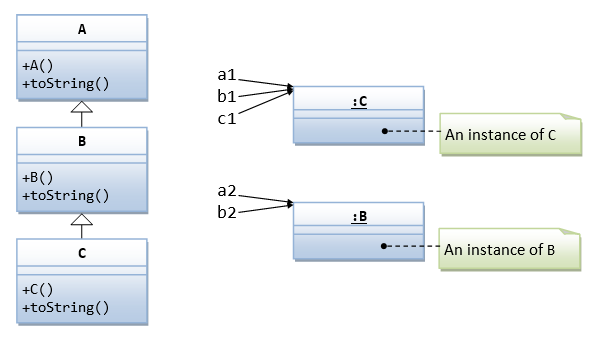 A
+A()
+toString()
B
+B()
+toString()
C
+C()
+toString()
a1
b1
c1
:C
An instance of C
a2
b2
:B
An instance of B